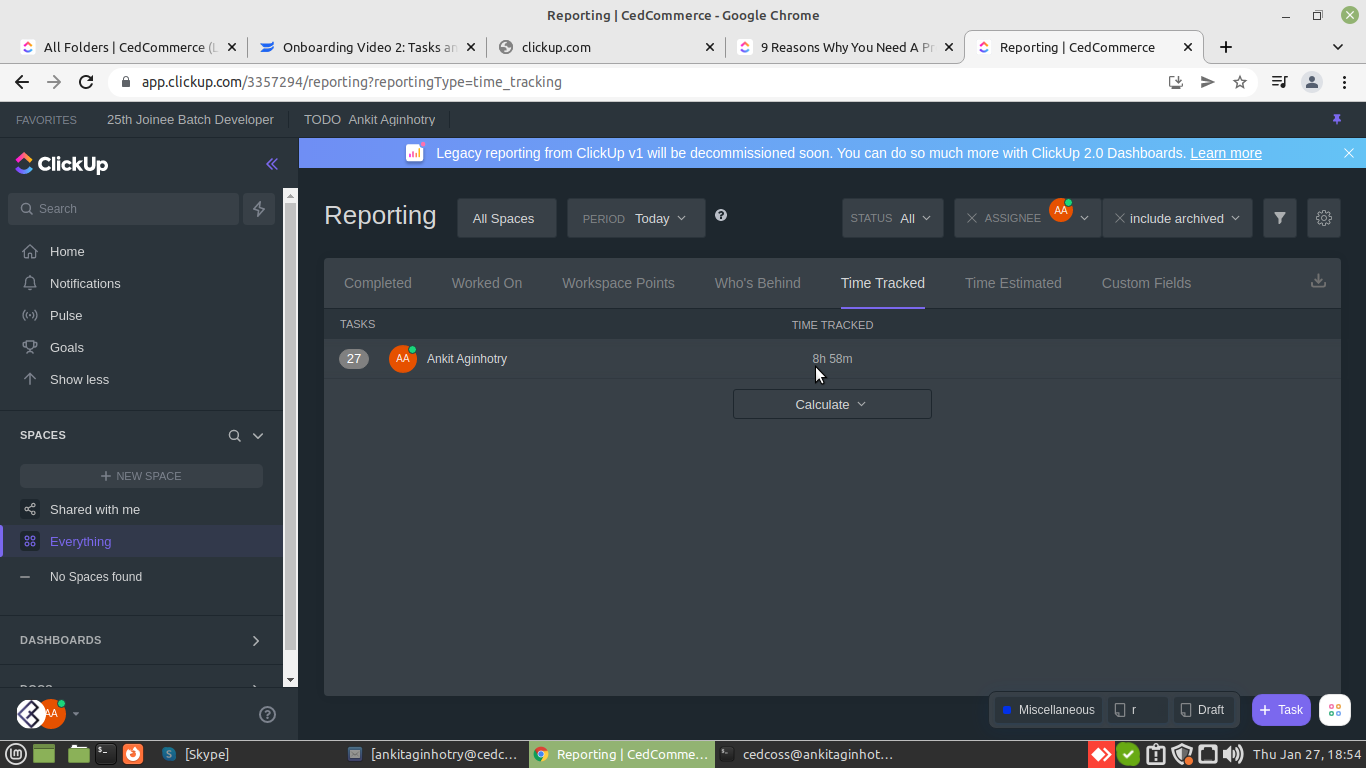 Reporting | CedCommerce - Google Chrome
All Folders | CedCommerce (
Onboarding Video 2: Tasks an
clickup.com
9 Reasons Why You Need A Pr
Reporting | CedCommerce
app.clickup.com/3357294/reporting?reportingType=time_tracking
FAVORITES 25th Joinee Batch Developer TODO Ankit Aginhotry
ClickUp
Legacy reporting from ClickUp v1 will be decommissioned soon. You can do so much more with ClickUp 2.0 Dashboards. Learn more
Search
Home
Notifications
Pulse
Goals
Show less
SPACES
+ NEW SPACE
Shared with me
Everything
No Spaces found
DASHBOARDS
DOCS
AA
Reporting
All Spaces
PERIOD Today
STATUS All
ASSIGNEE AA
include archived
Completed Worked On Workspace Points Who's Behind Time Tracked Time Estimated Custom Fields
TASKS TIME TRACKED
27 AA Ankit Aginhotry 8h 58m
Calculate
Miscellaneous
r
Draft
+ Task
[Skype]
[ankitaginhotry@cedc...
Reporting | CedComme...
cedcoss@ankitaginhot...
Thu Jan 27, 18:54